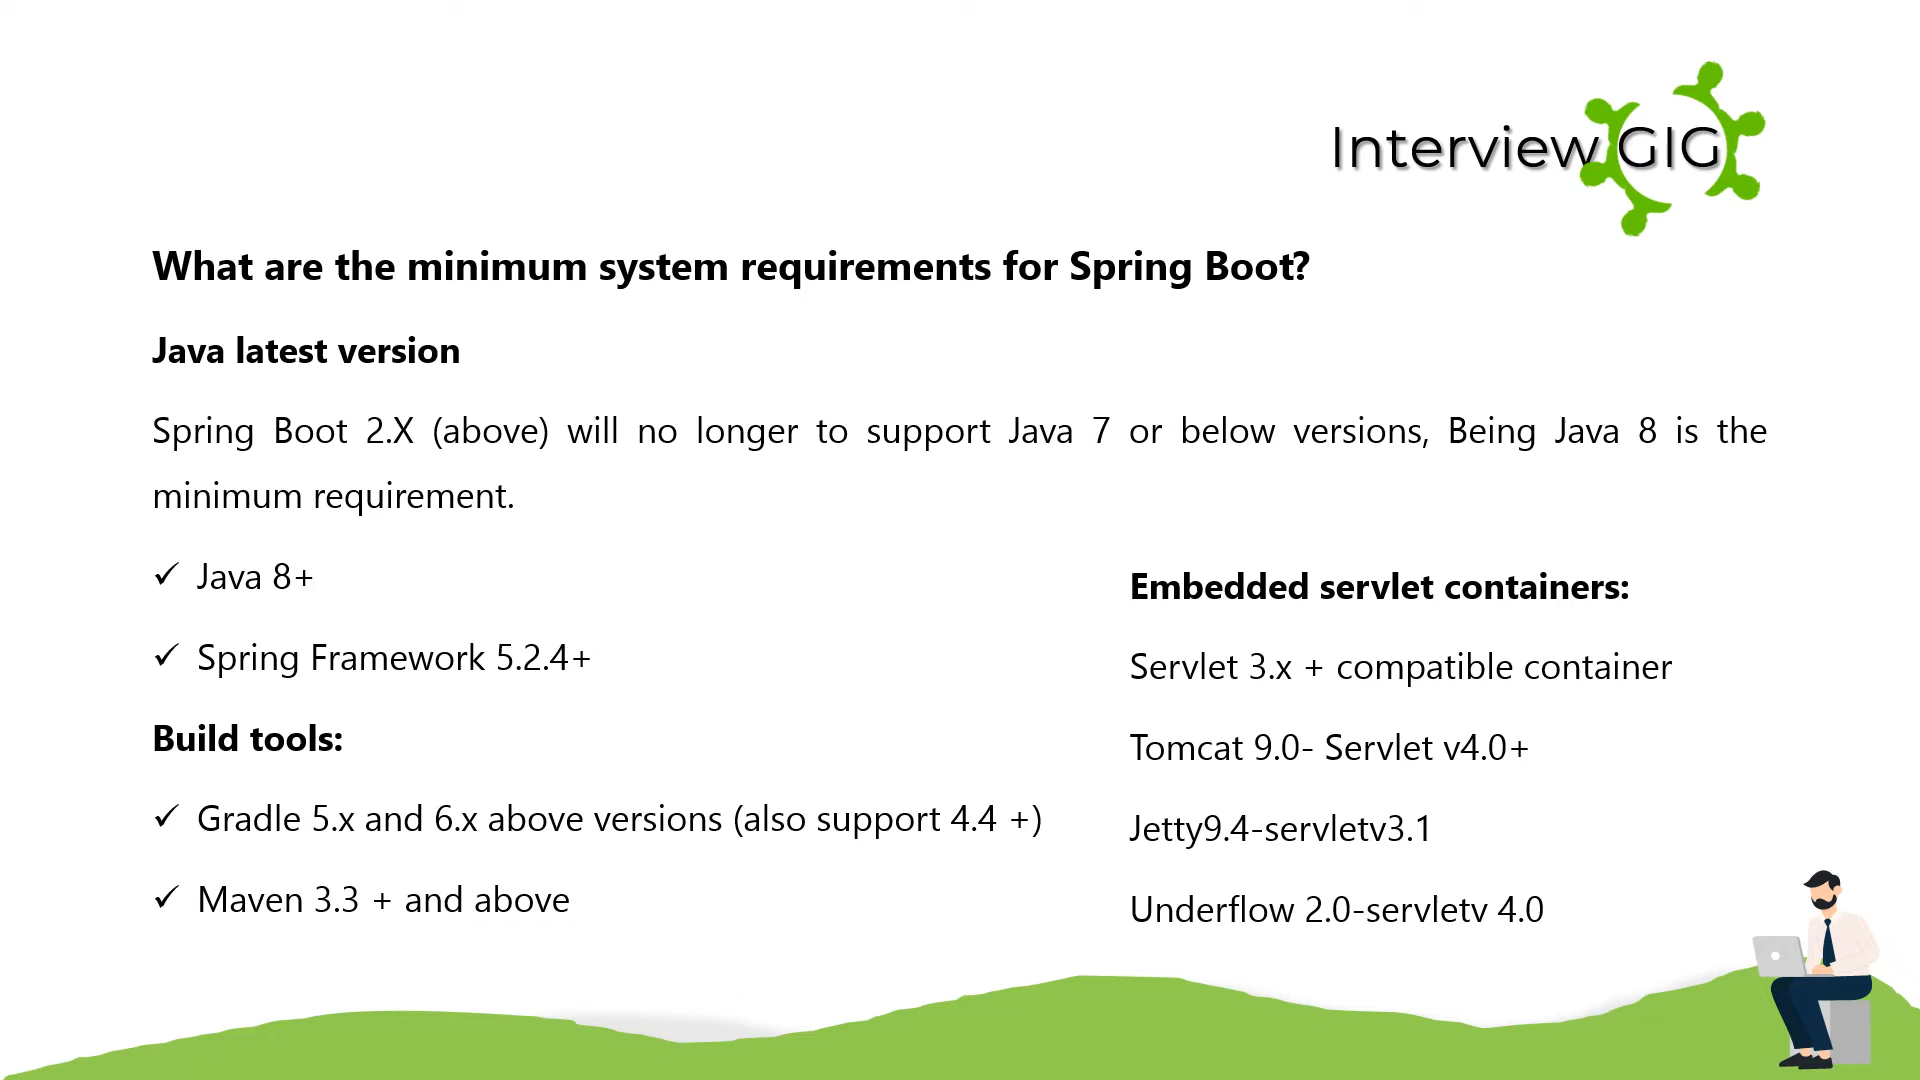 Interview GIG
What are the minimum system requirements for Spring Boot?
Java latest version
Spring Boot 2.X (above) will no longer to support Java 7 or below versions, Being Java 8 is the
minimum requirement.
✓ Java 8+
✓ Spring Framework 5.2.4+
Build tools:
✓ Gradle 5.x and 6.x above versions (also support 4.4 +)
✓ Maven 3.3 + and above
Embedded servlet containers:
Servlet 3.x + compatible container
Tomcat 9.0- Servlet v4.0+
Jetty9.4-servletv3.1
Underflow 2.0-servletv 4.0